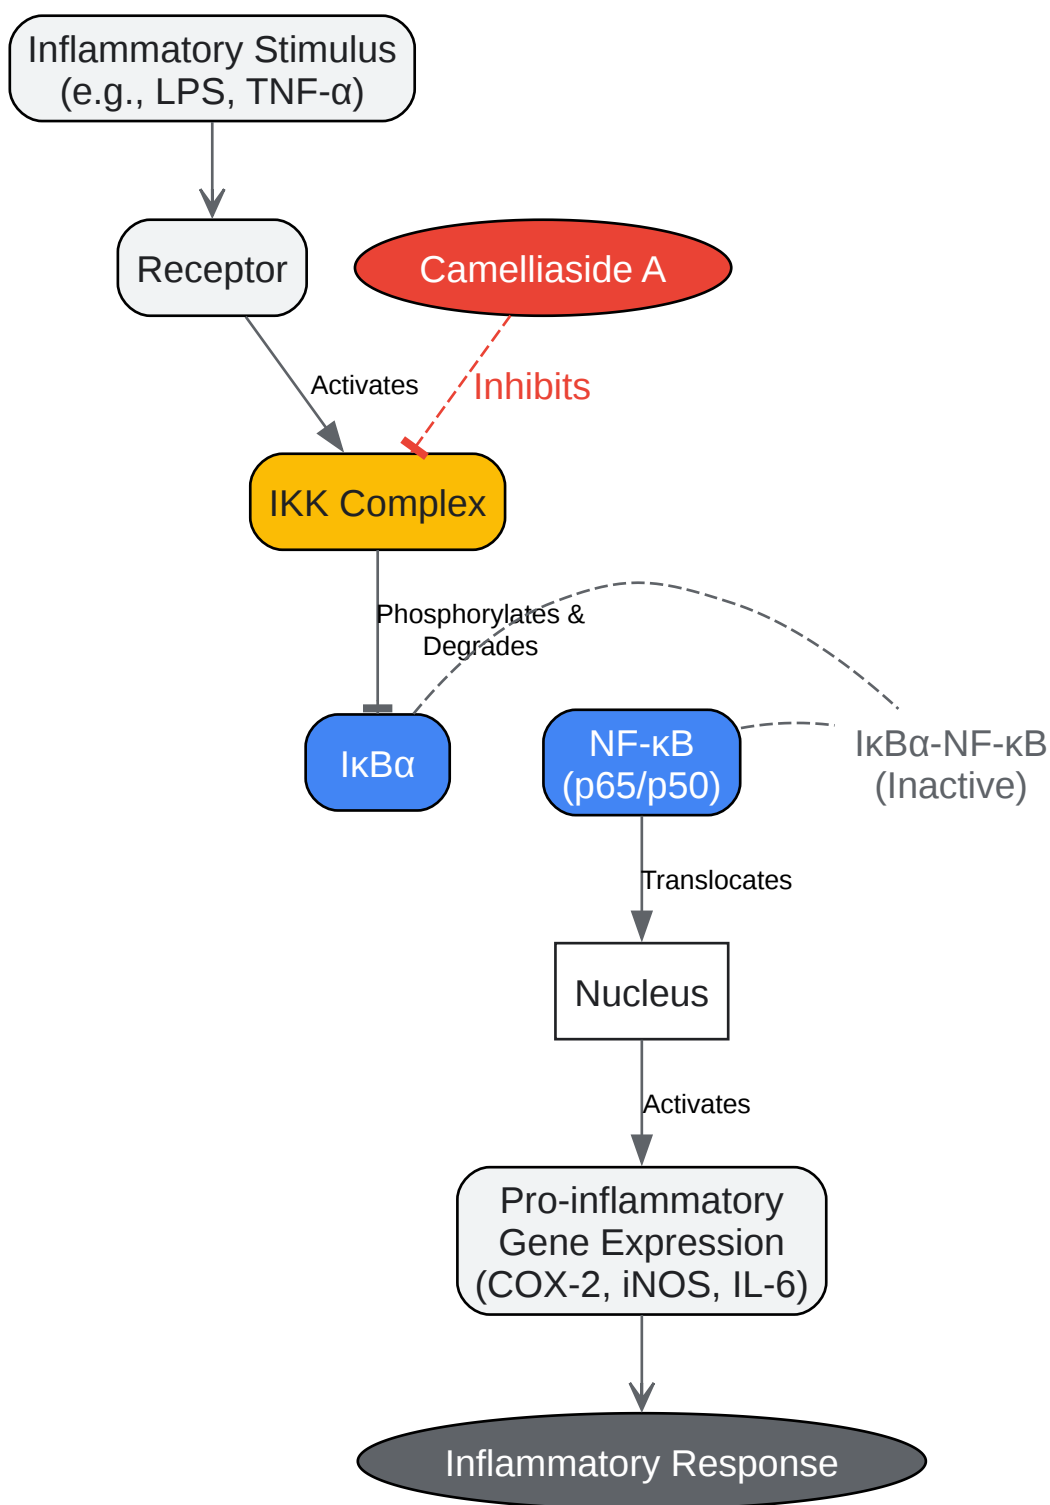 Inflammatory Stimulus
(e.g., LPS, TNF-α)
Receptor
Camelliaside A
Activates
Inhibits
IKK Complex
Phosphorylates &
Degrades
IκBα
NF-κB
(p65/p50)
IκBα-NF-κB
(Inactive)
Translocates
Nucleus
Activates
Pro-inflammatory
Gene Expression
(COX-2, iNOS, IL-6)
Inflammatory Response